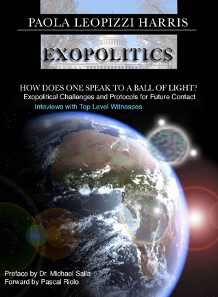 PAOLA LEOPIZZI HARRIS
EXOPOLITICS
HOW DOES ONE SPEAK TO A BALL OF LIGHT?
Exopolitical Challenges and Protocols for Future Contact
Interviews with Top Level Witnesses
Preface by Dr. Michael Salla
Forward by Pascal Riolo